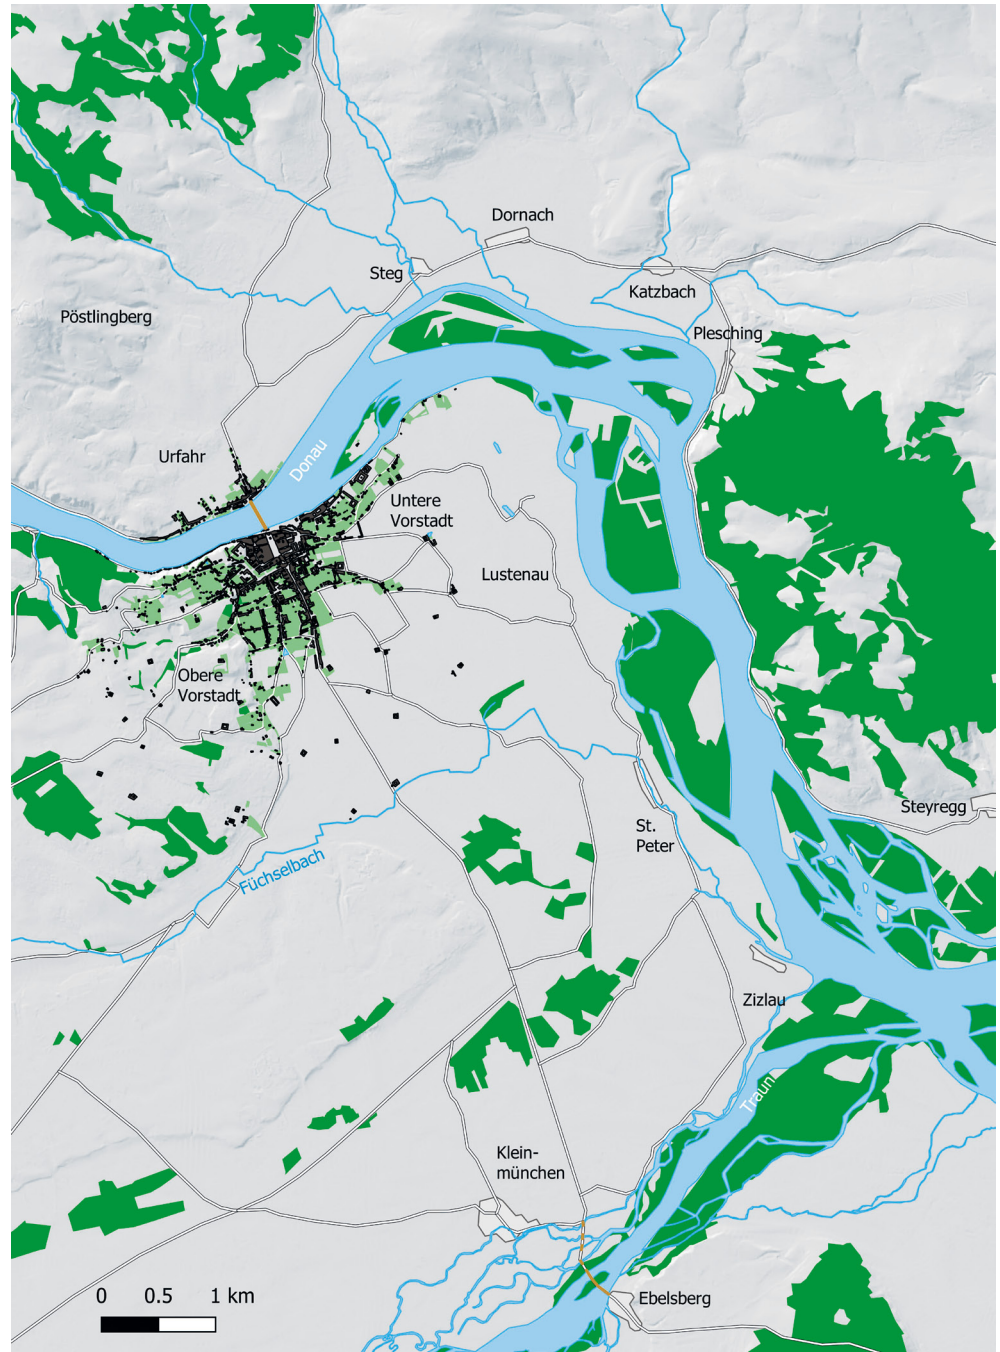 Dornach
Steg
Katzbach
Pöstlingberg
Plesching
Donau
Urfahr
Untere
Vorstadt
Lustenau
Obere
Vorstadt
Steyregg
St.
Peter
Füchselbach
Zizlau
Traun
Klein-
münchen
Ebelsberg
0 0.5 1 km